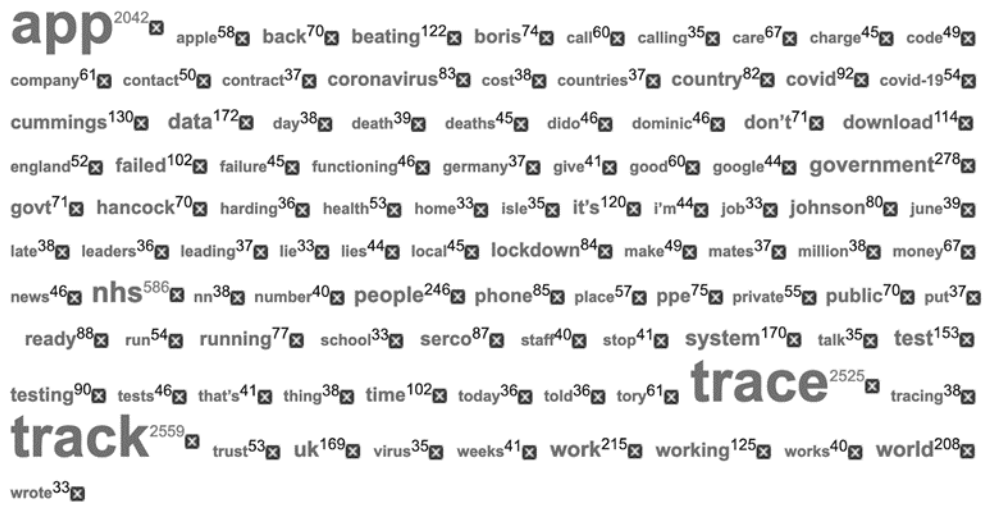 app2042 apple58 back70 beating122 boris74 call60 calling35 care67 charge45 code49
company61 contact50 contract37 coronavirus83 cost38 countries37 country82 covid92 covid-1954
cummings130 data172 day38 death39 deaths45 dido46 dominic46 don't71 download114
england52 failed102 failure45 functioning46 germany37 give41 good60 google44 government278
govt71 hancock70 harding36 health53 home33 isle35 it's120 i'm44 job33 johnson80 june39
late38 leaders36 leading37 lie33 lies44 local45 lockdown84 make49 mates37 million38 money67
news46 nhs586 nn38 number40 people246 phone85 place57 ppe75 private55 public70 put37
ready88 run54 running77 school33 serco87 staff40 stop41 system170 talk35 test153
testing90 tests46 that's41 thing38 time102 today36 told36 tory61 trace2525 tracing38
track2559 trust53 uk169 virus35 weeks41 work215 working125 works40 world208
wrote33